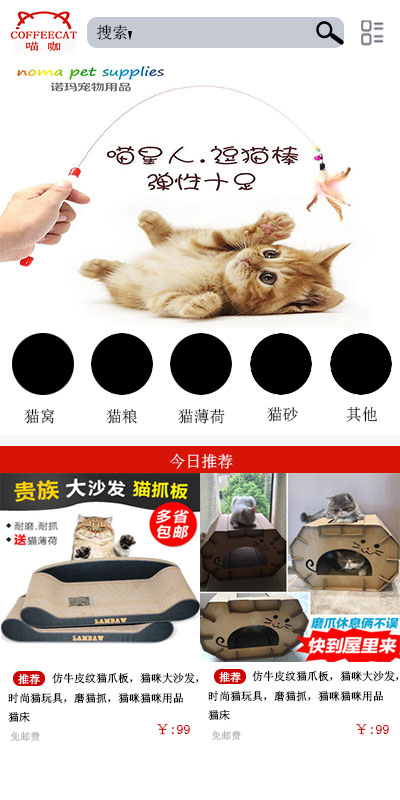 COFFEECAT
喵咖
搜索
noma pet supplies
诺玛宠物用品
喵星人.逗猫棒
弹性十足
猫窝 猫粮 猫薄荷 猫砂 其他
今日推荐
贵族 大沙发 猫抓板
·耐磨.耐抓
·送猫薄荷
多省
包邮
LAMBAW
LAMBAW
磨爪休息俩不误
快到屋里来
推荐 仿牛皮纹猫爪板，猫咪大沙发，
时尚猫玩具，磨猫抓，猫咪猫咪用品
猫床
￥:99
免邮费
推荐 仿牛皮纹猫爪板，猫咪大沙发，
时尚猫玩具，磨猫抓，猫咪猫咪用品
猫床
￥:99
免邮费